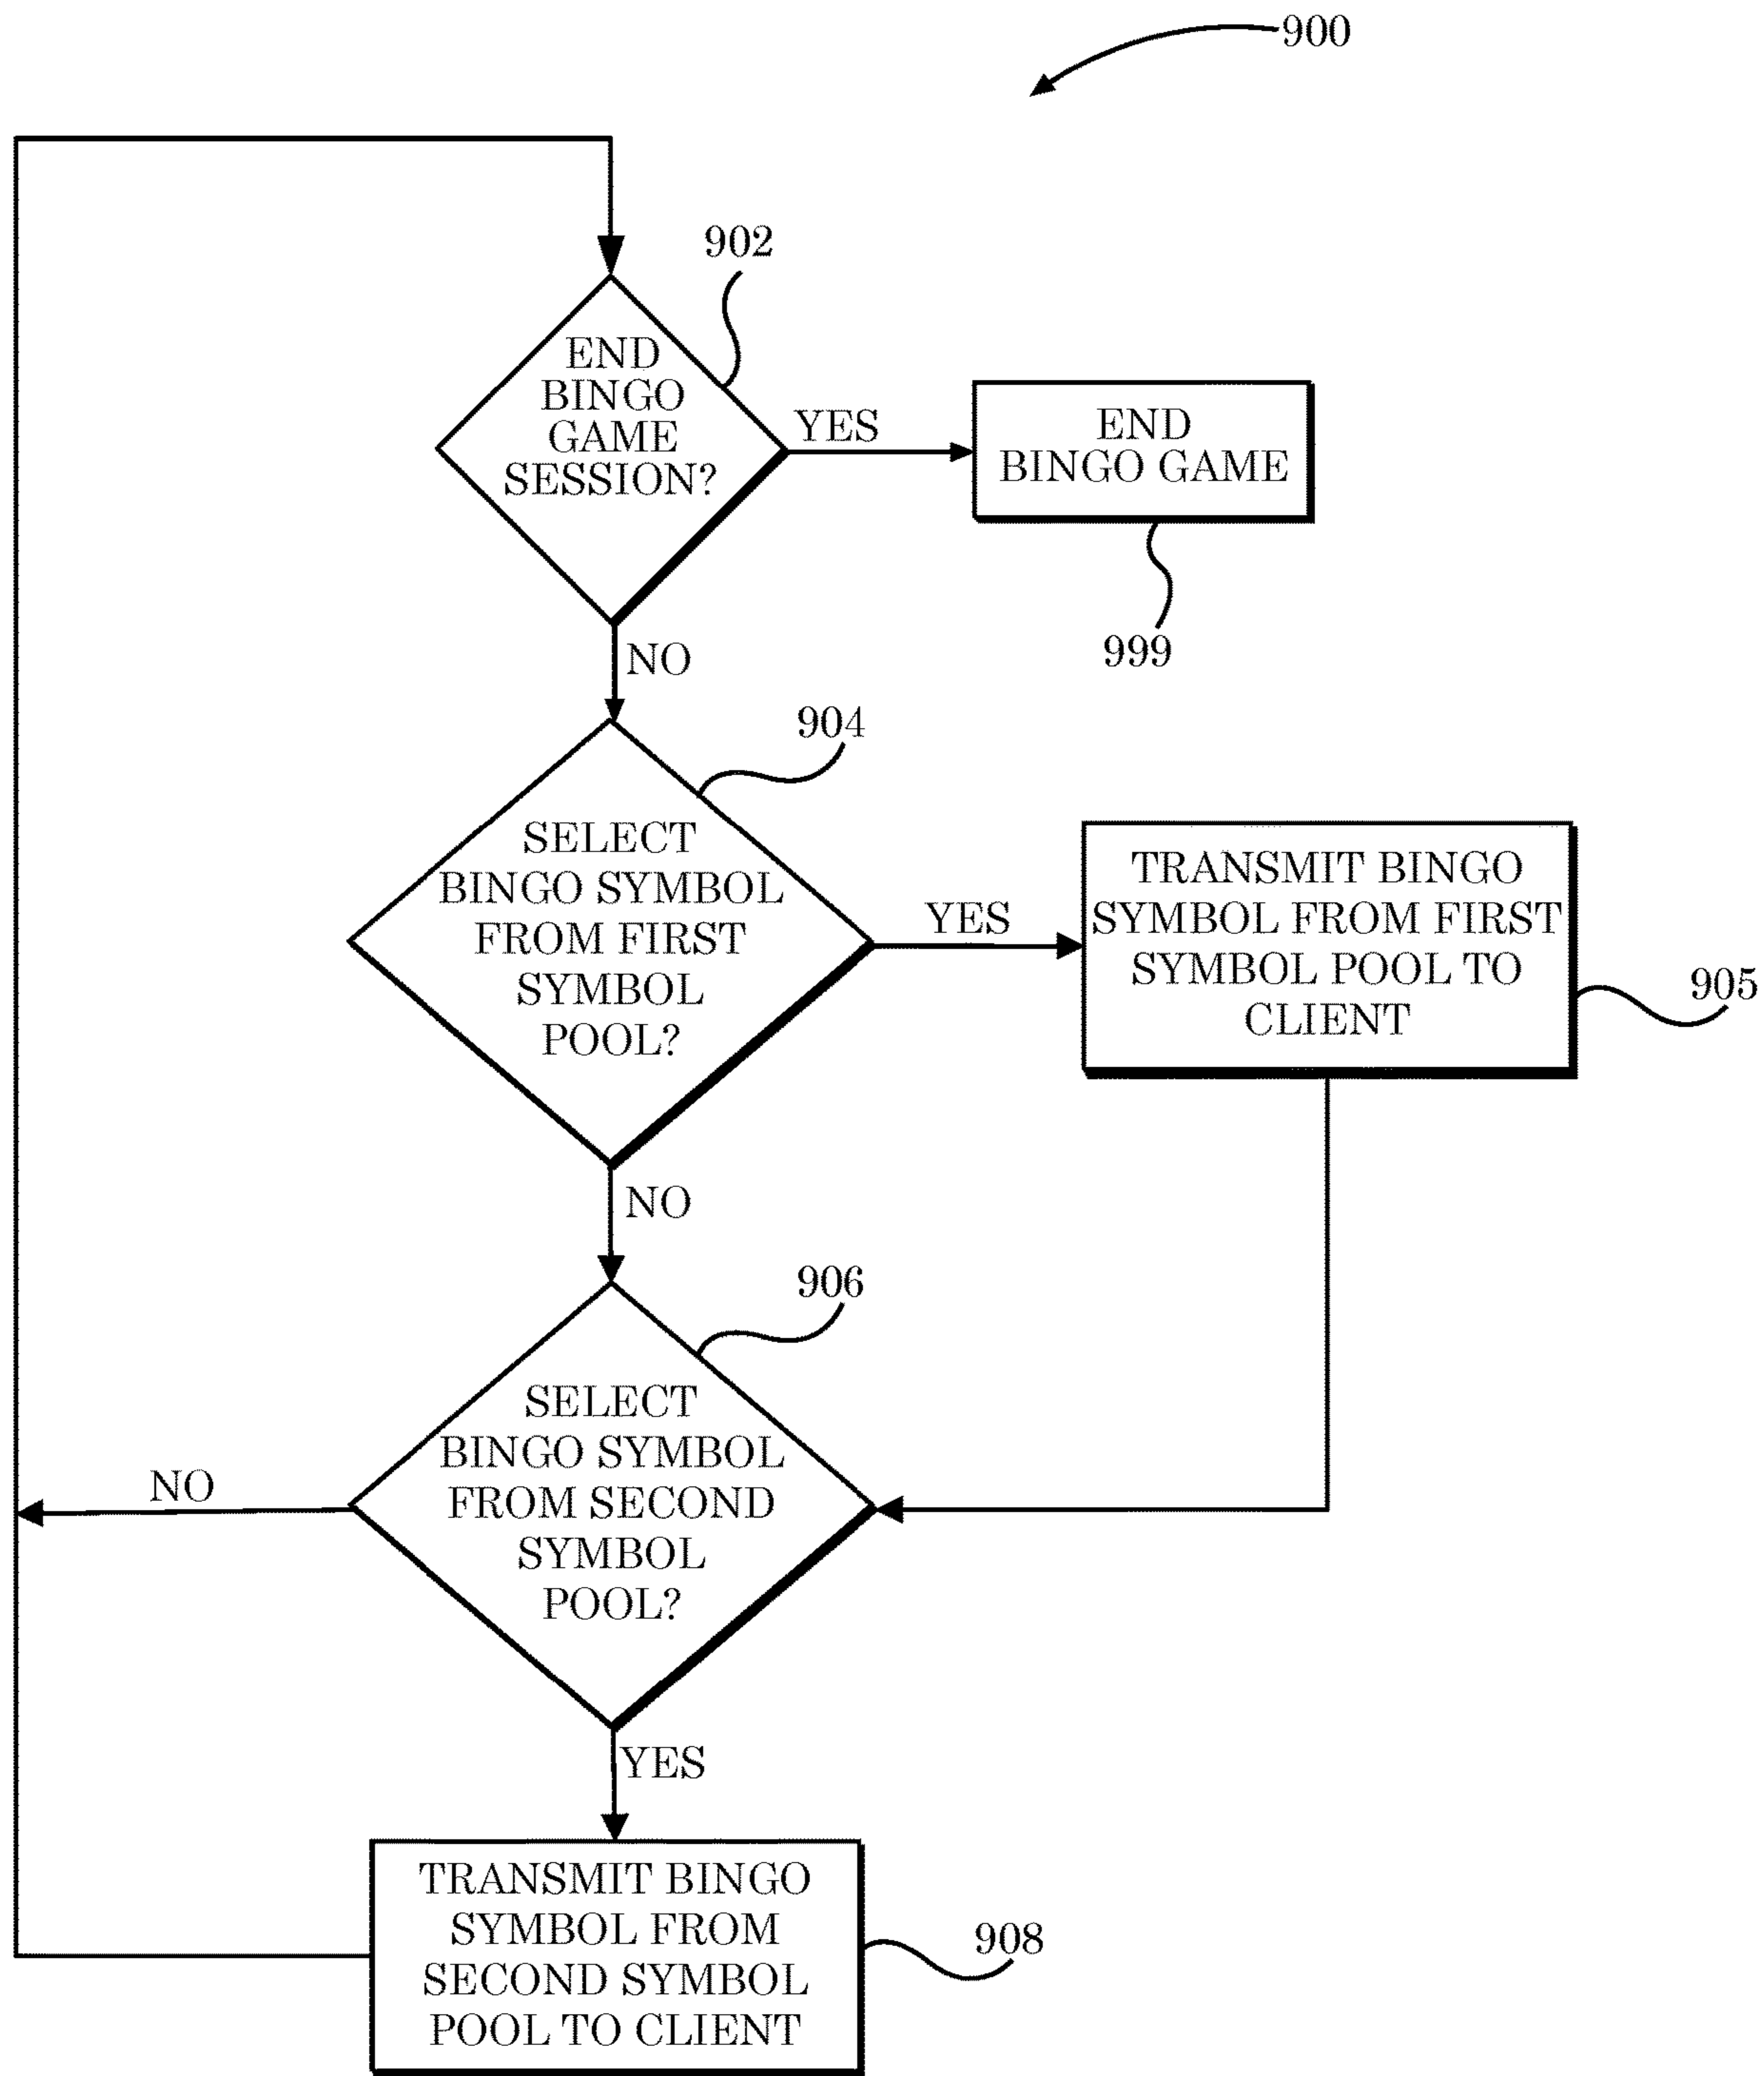 900
902
END
BINGO
GAME
SESSION?
YES
END
BINGO GAME
999
NO
904
SELECT
BINGO SYMBOL
FROM FIRST
SYMBOL
POOL?
YES
TRANSMIT BINGO
SYMBOL FROM FIRST
SYMBOL POOL TO
CLIENT
905
NO
906
SELECT
BINGO SYMBOL
FROM SECOND
SYMBOL
POOL?
NO
YES
TRANSMIT BINGO
SYMBOL FROM
SECOND SYMBOL
POOL TO CLIENT
908